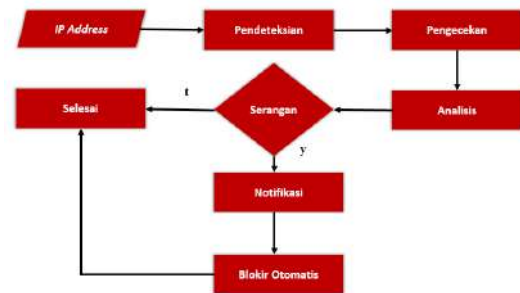 IP Address
Pendeteksian
Pengecekan
Selesai
t
Serangan
Analisis
y
Notifikasi
Blokir Otomatis